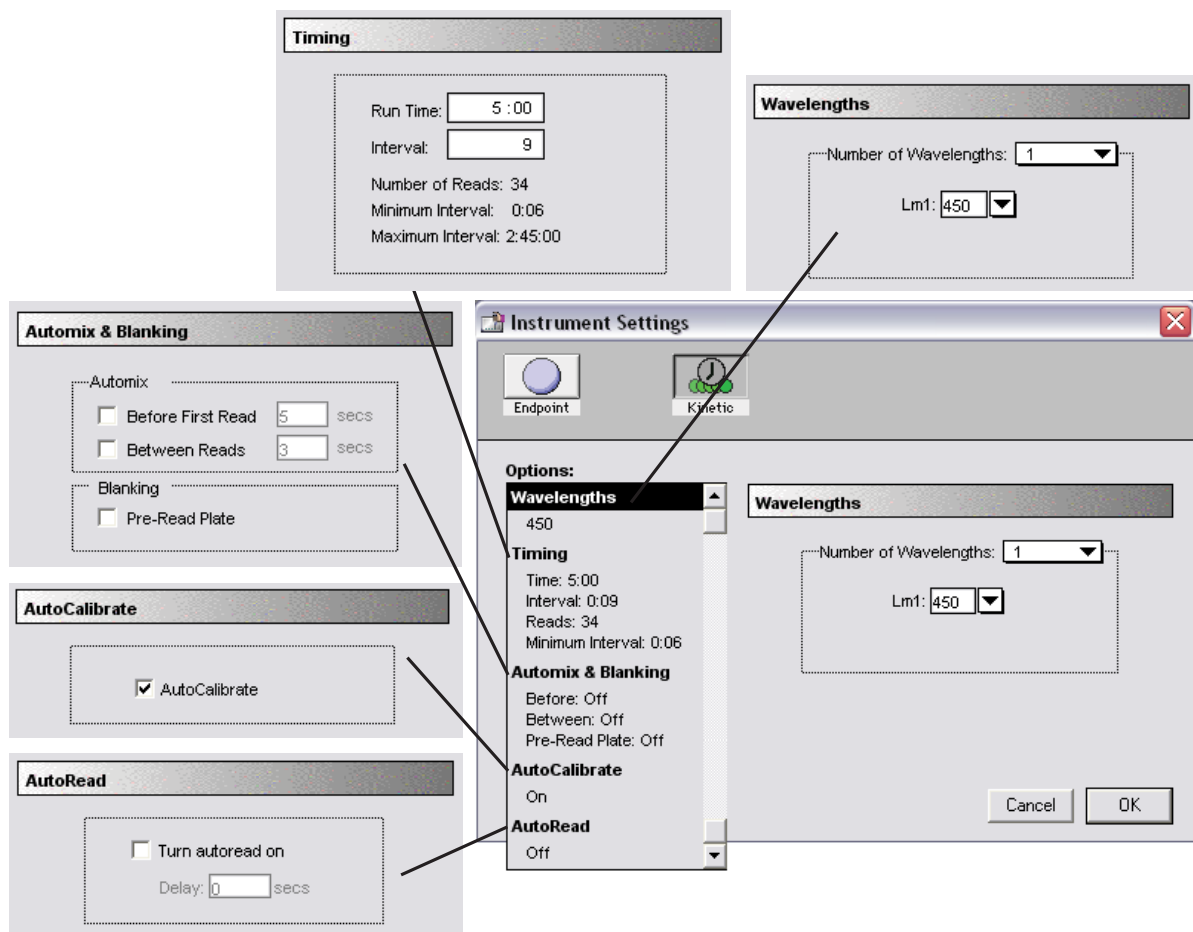 Timing
Run Time: 5:00
Interval: 9
Number of Reads: 34
Minimum Interval: 0:06
Maximum Interval: 2:45:00
Wavelengths
Number of Wavelengths: 1
Lm1: 450
Automix & Blanking
Automix
Before First Read 5 secs
Between Reads 3 secs
Blanking
Pre-Read Plate
AutoCalibrate
AutoCalibrate
AutoRead
Turn autoread on
Delay: 0 secs
Instrument Settings
Endpoint
Kinetic
Options:
Wavelengths
450
Timing
Time: 5:00
Interval: 0:09
Reads: 34
Minimum Interval: 0:06
Automix & Blanking
Before: Off
Between: Off
Pre-Read Plate: Off
AutoCalibrate
On
AutoRead
Off
Wavelengths
Number of Wavelengths: 1
Lm1: 450
Cancel
OK